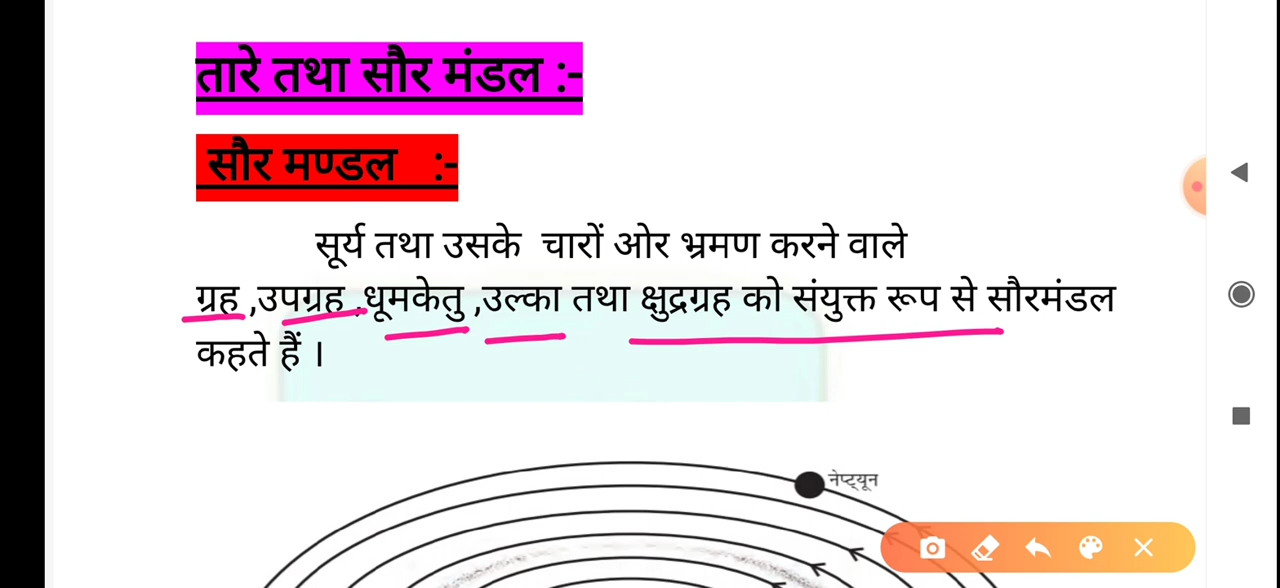 तारे तथा सौर मंडल :-
सौर मण्डल :-
सूर्य तथा उसके चारों ओर भ्रमण करने वाले
ग्रह ,उपग्रह ,धूमकेतु ,उल्का तथा क्षुद्रग्रह को संयुक्त रूप से सौरमंडल
कहते हैं ।
नेप्ट्यून